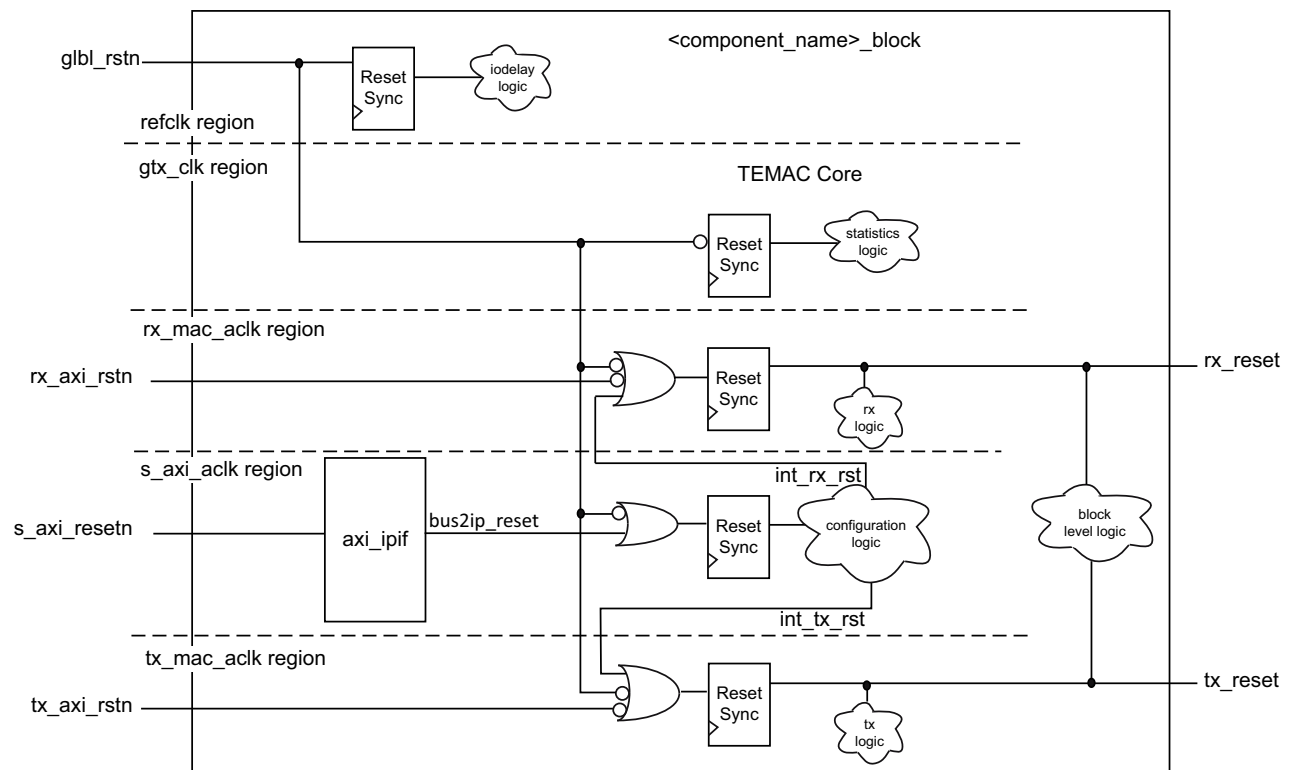 <component_name>_block
glbl_rstn
Reset
Sync
iodelay
logic
refclk region
gtx_clk region
TEMAC Core
Reset
Sync
statistics
logic
rx_mac_aclk region
rx_axi_rstn
Reset
Sync
rx
logic
rx_reset
s_axi_aclk region
int_rx_rst
s_axi_resetn
axi_ipif
bus2ip_reset
Reset
Sync
configuration
logic
block
level logic
int_tx_rst
tx_mac_aclk region
tx_axi_rstn
Reset
Sync
tx
logic
tx_reset